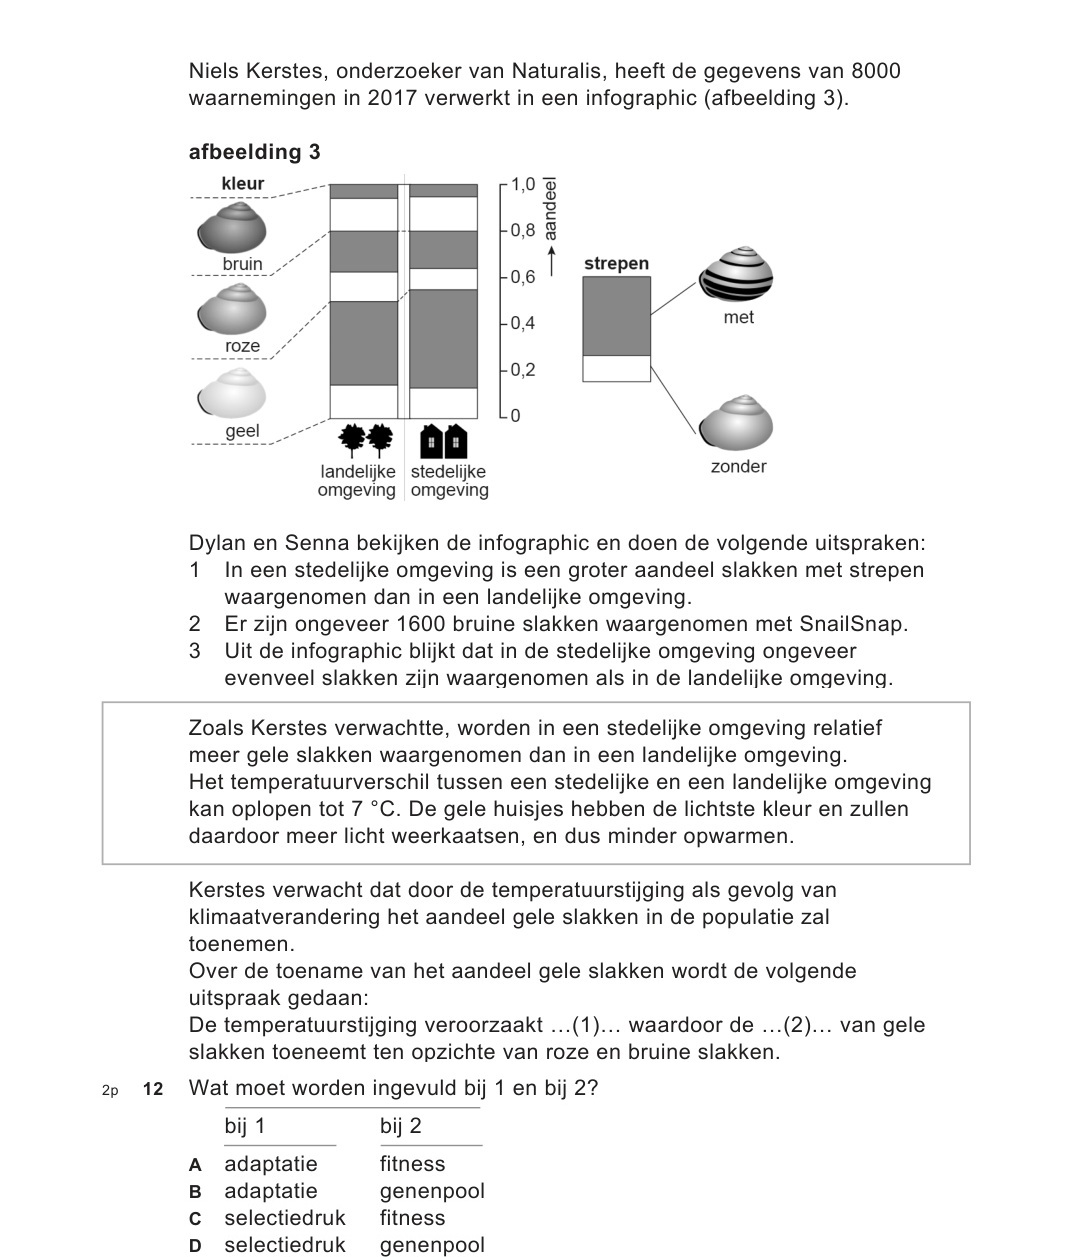 Niels Kerstes, onderzoeker van Naturalis, heeft de gegevens van 8000
waarnemingen in 2017 verwerkt in een infographic (afbeelding 3).
afbeelding 3
kleur
bruin
roze
geel
1,0
0,8
0,6
0,4
0,2
0
aandeel
landelijke
omgeving
stedelijke
omgeving
strepen
met
zonder
Dylan en Senna bekijken de infographic en doen de volgende uitspraken:
1 In een stedelijke omgeving is een groter aandeel slakken met strepen
waargenomen dan in een landelijke omgeving.
2 Er zijn ongeveer 1600 bruine slakken waargenomen met SnailSnap.
3 Uit de infographic blijkt dat in de stedelijke omgeving ongeveer
evenveel slakken zijn waargenomen als in de landelijke omgeving.
Zoals Kerstes verwachtte, worden in een stedelijke omgeving relatief
meer gele slakken waargenomen dan in een landelijke omgeving.
Het temperatuurverschil tussen een stedelijke en een landelijke omgeving
kan oplopen tot 7 °C. De gele huisjes hebben de lichtste kleur en zullen
daardoor meer licht weerkaatsen, en dus minder opwarmen.
Kerstes verwacht dat door de temperatuurstijging als gevolg van
klimaatverandering het aandeel gele slakken in de populatie zal
toenemen.
Over de toename van het aandeel gele slakken wordt de volgende
uitspraak gedaan:
De temperatuurstijging veroorzaakt …(1)… waardoor de …(2)… van gele
slakken toeneemt ten opzichte van roze en bruine slakken.
2p 12 Wat moet worden ingevuld bij 1 en bij 2?
bij 1 bij 2
A adaptatie fitness
B adaptatie genenpool
C selectiedruk fitness
D selectiedruk genenpool